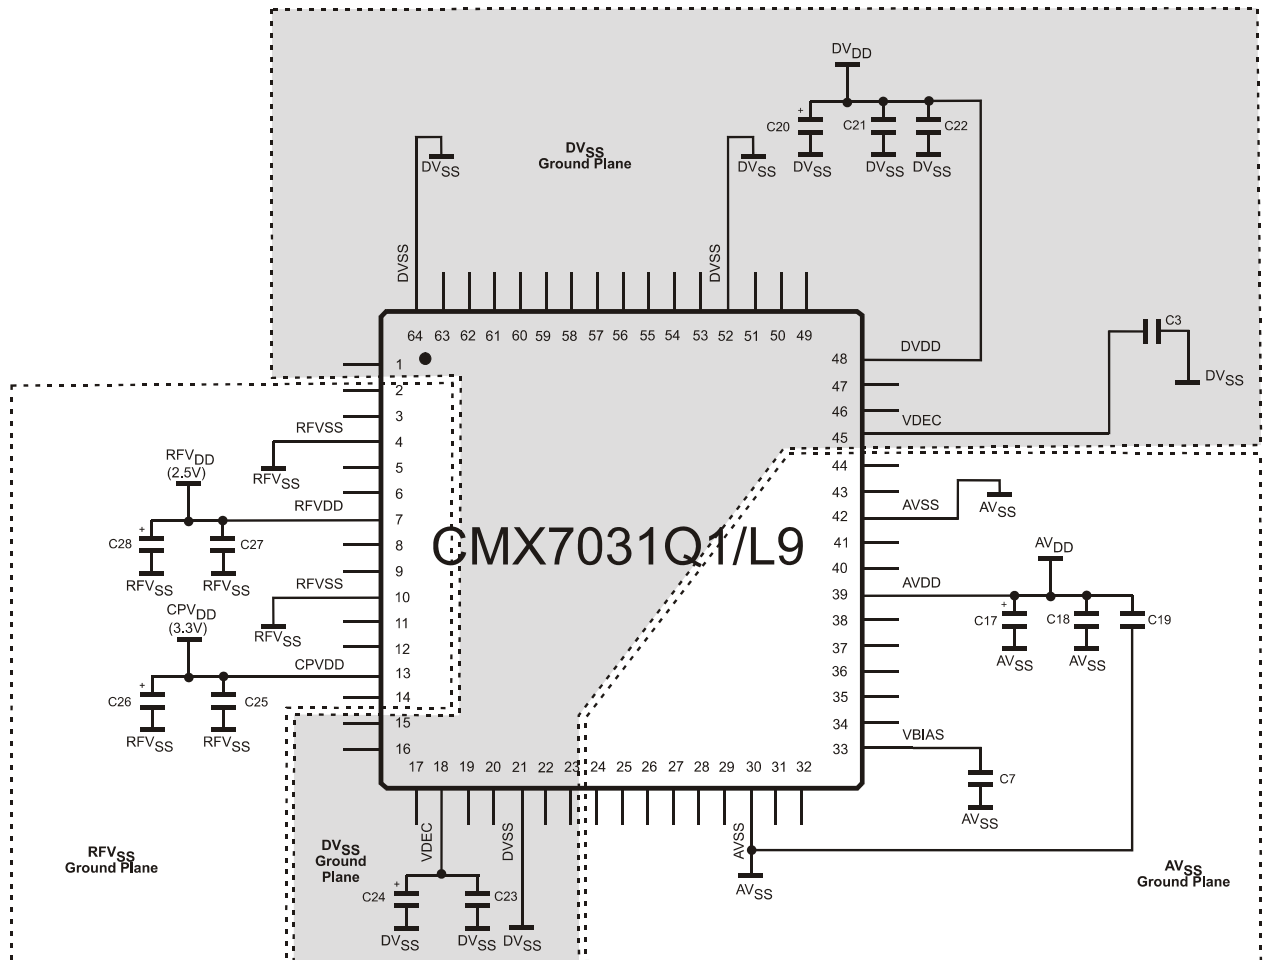 DVDD
C20
+
C21
C22
DVSS
DVSS
DVSS
DVSS
DVSS
DVSS
Ground Plane
DVSS
DVSS
64 63 62 61 60 59 58 57 56 55 54 53 52 51 50 49
C3
DVSS
DVDD
VDEC
48
47
46
45
44
43
42
41
40
39
38
37
36
35
34
33
1
2
3
4
5
6
7
8
9
10
11
12
13
14
15
16
RFVSS
RFVSS
RFVDD
(2.5V)
RFVDD
+
C28
C27
RFVSS
RFVSS
RFVSS
RFVSS
CPVDD
(3.3V)
CPVDD
+
C26
C25
RFVSS
RFVSS
CMX7031Q1/L9
AVSS
AVSS
AVDD
AVDD
+
C17
C18
C19
AVSS
AVSS
VBIAS
C7
AVSS
17 18 19 20 21 22 23 24 25 26 27 28 29 30 31 32
VDEC
DVSS
AVSS
AVSS
RFVSS
Ground Plane
DVSS
Ground
Plane
+
C24
C23
DVSS
DVSS
DVSS
AVSS
Ground Plane